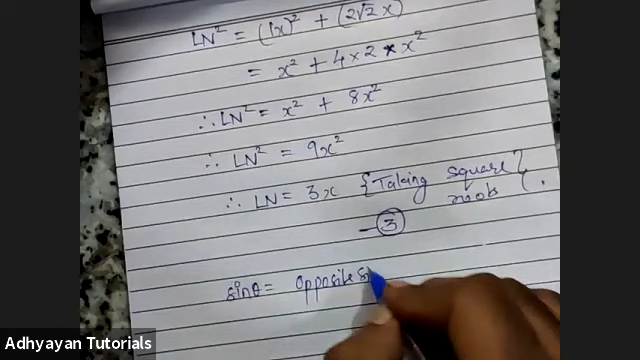 LN² = (1x)² + (2√2 x)
= x² + 4 × 2 × x²
∴ LN² = x² + 8x²
∴ LN² = 9x²
∴ LN = 3x {Taking square
roots}.
- ③
sinθ = Opposite s
Adhyayan Tutorials